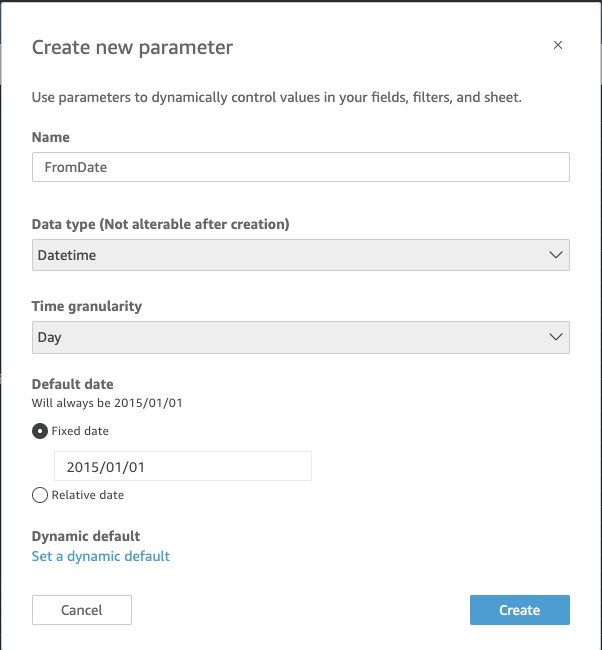 Create new parameter
Use parameters to dynamically control values in your fields, filters, and sheet.
Name
FromDate
Data type (Not alterable after creation)
Datetime
Time granularity
Day
Default date
Will always be 2015/01/01
Fixed date
2015/01/01
Relative date
Dynamic default
Set a dynamic default
Cancel
Create